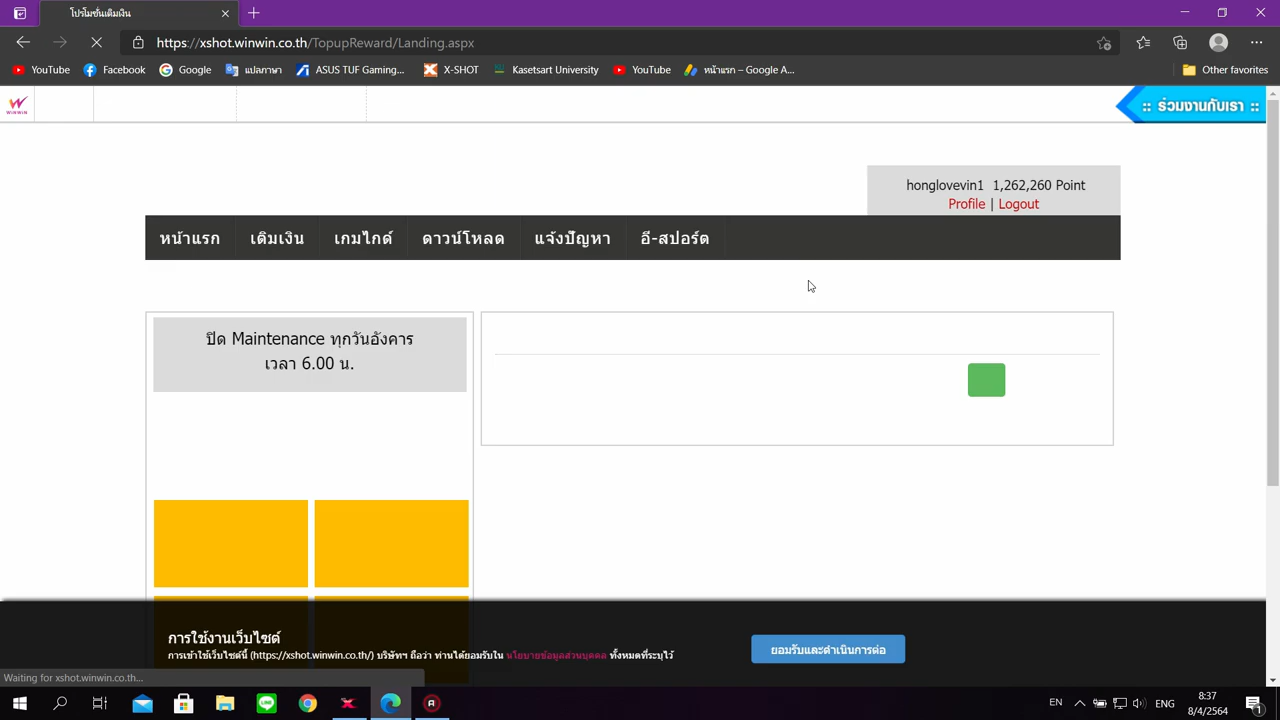 โปรโมชั่นเติมเงิน
https://xshot.winwin.co.th/TopupReward/Landing.aspx
YouTube
Facebook
Google
แปลภาษา
ASUS TUF Gaming...
X-SHOT
Kasetsart University
YouTube
หน้าแรก – Google A...
Other favorites
WINWIN
:: ร่วมงานกับเรา ::
honglovevin1 1,262,260 Point
Profile | Logout
หน้าแรก
เติมเงิน
เกมไกด์
ดาวน์โหลด
แจ้งปัญหา
อี-สปอร์ต
ปิด Maintenance ทุกวันอังคาร
เวลา 6.00 น.
การใช้งานเว็บไซต์
การเข้าใช้เว็บไซต์นี้ (https://xshot.winwin.co.th/) บริษัทฯ ถือว่า ท่านได้ยอมรับใน นโยบายข้อมูลส่วนบุคคล ทั้งหมดที่ระบุไว้
ยอมรับและดำเนินการต่อ
Waiting for xshot.winwin.co.th...
EN
ENG
8:37
8/4/2564
1